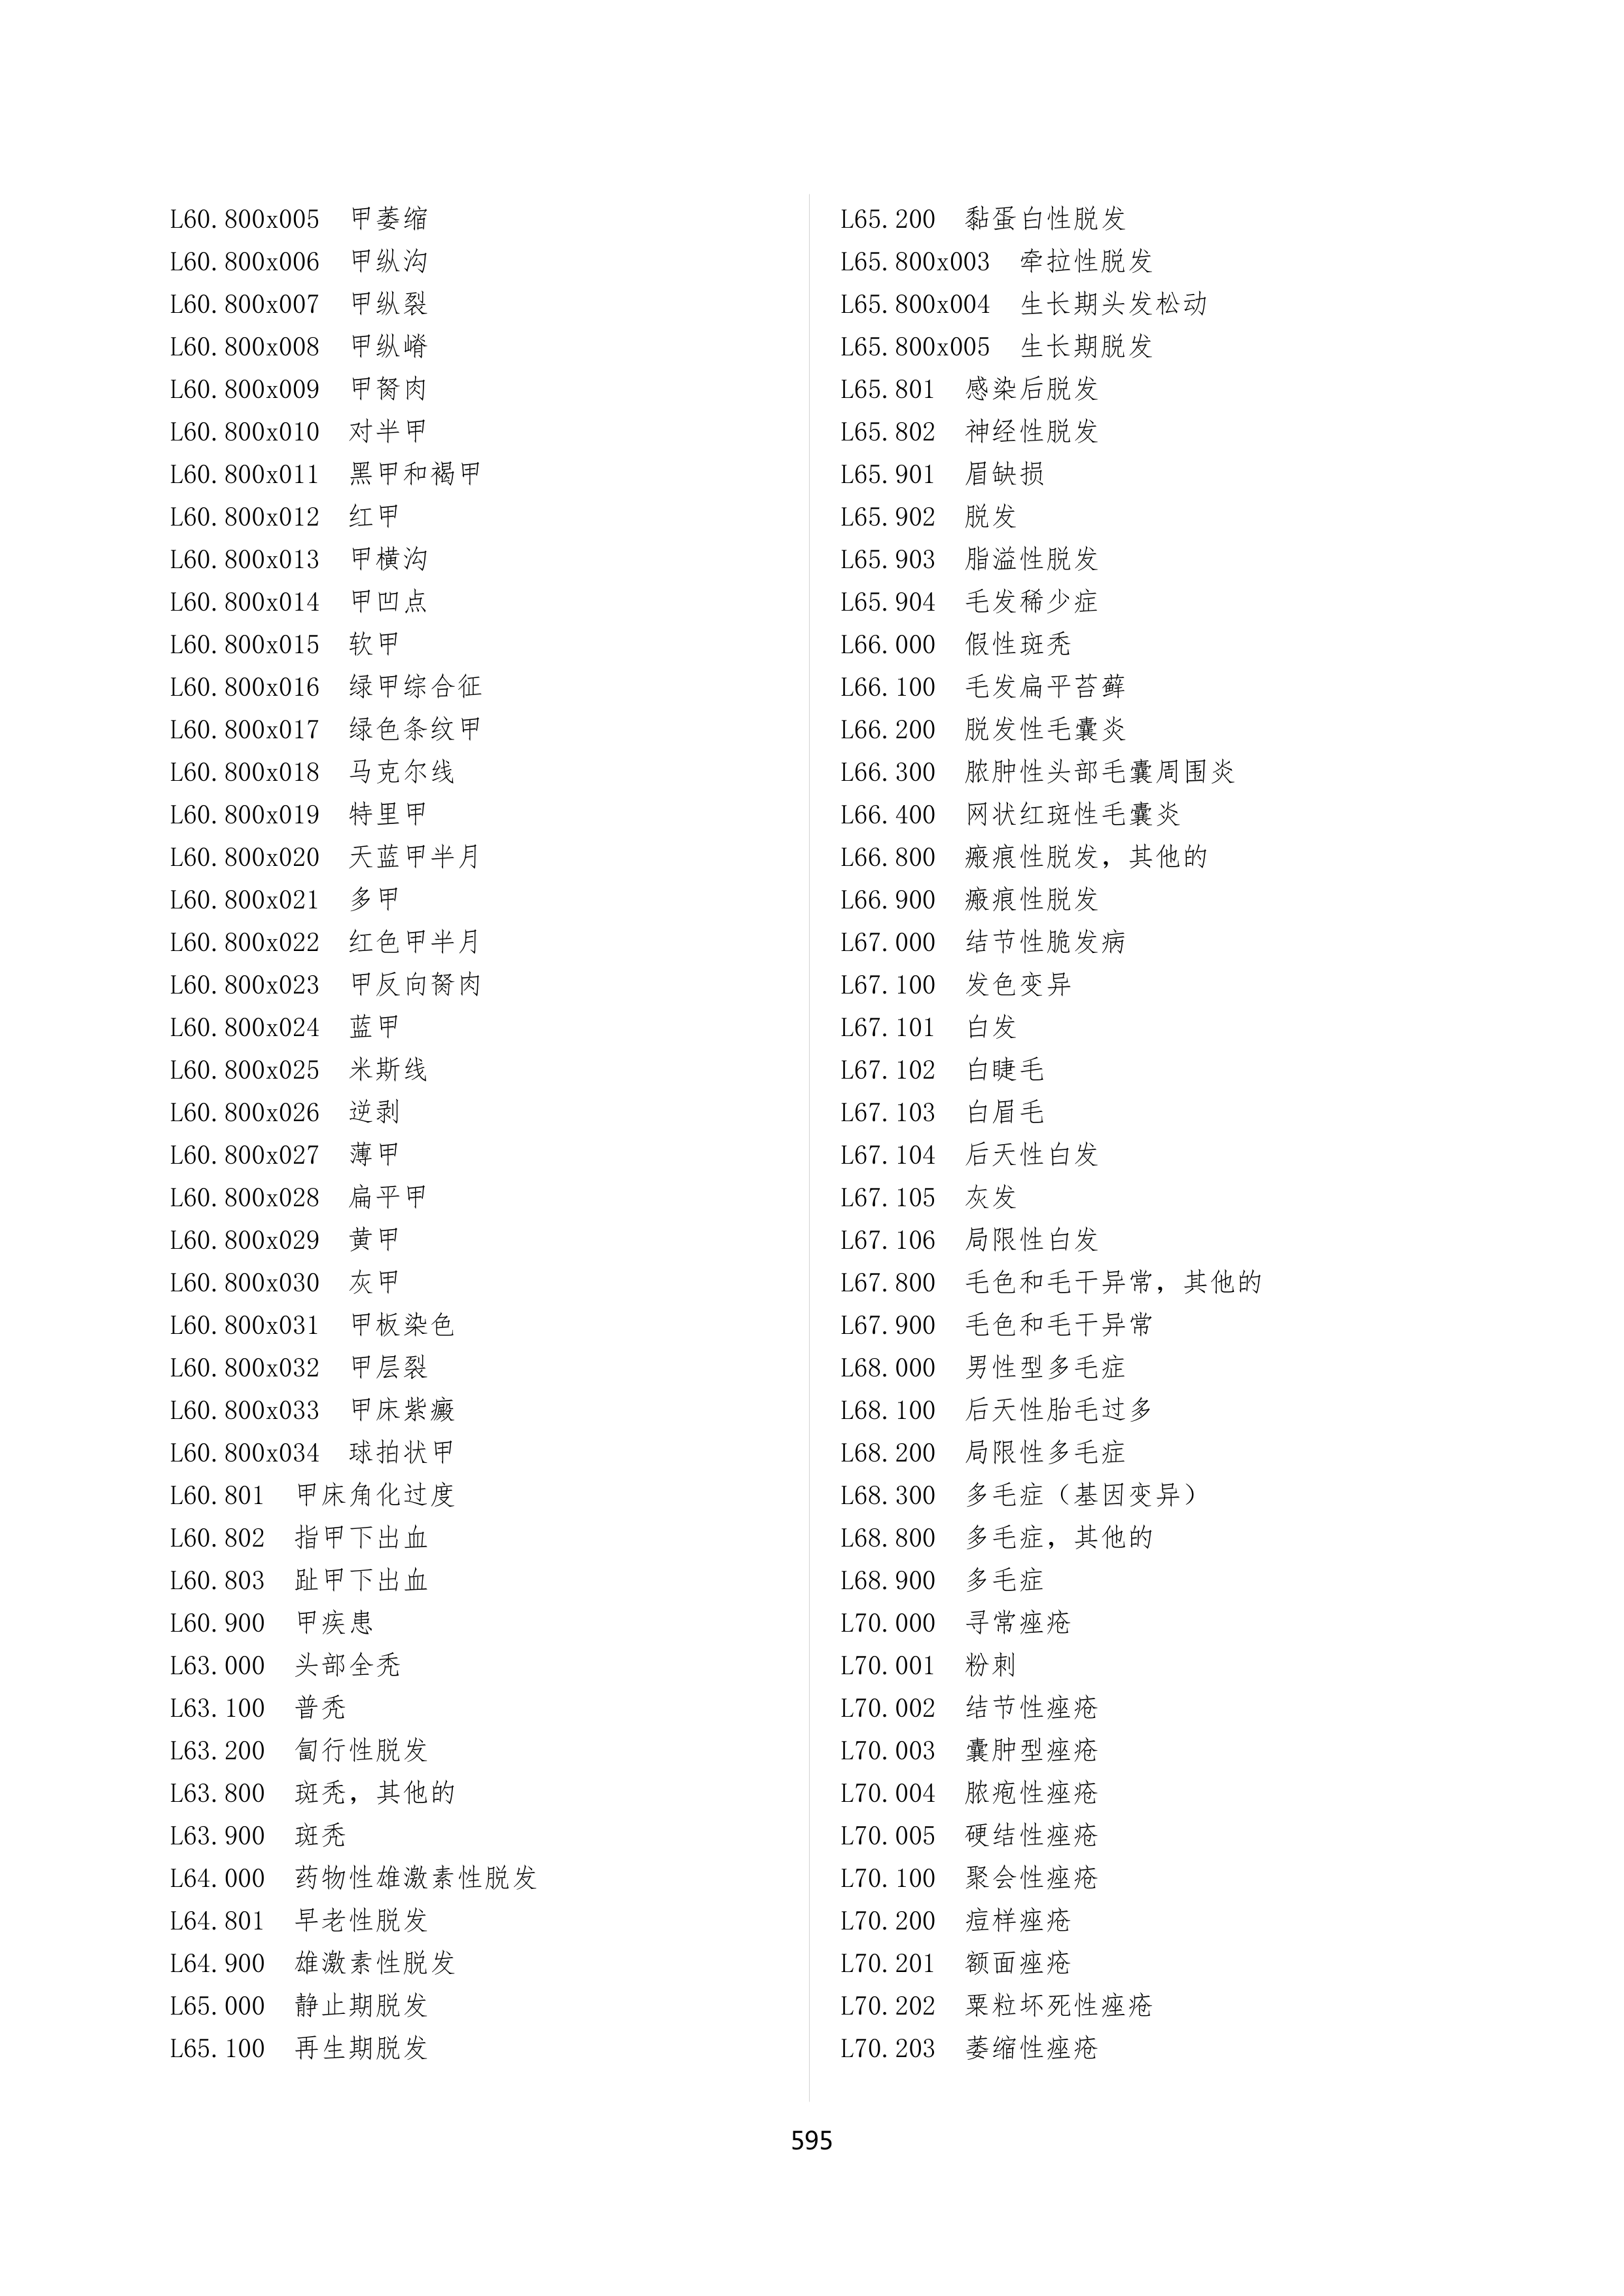 L60.800x005 甲萎缩
L60.800x006 甲纵沟
L60.800x007 甲纵裂
L60.800x008 甲纵嵴
L60.800x009 甲胬肉
L60.800x010 对半甲
L60.800x011 黑甲和褐甲
L60.800x012 红甲
L60.800x013 甲横沟
L60.800x014 甲凹点
L60.800x015 软甲
L60.800x016 绿甲综合征
L60.800x017 绿色条纹甲
L60.800x018 马克尔线
L60.800x019 特里甲
L60.800x020 天蓝甲半月
L60.800x021 多甲
L60.800x022 红色甲半月
L60.800x023 甲反向胬肉
L60.800x024 蓝甲
L60.800x025 米斯线
L60.800x026 逆剥
L60.800x027 薄甲
L60.800x028 扁平甲
L60.800x029 黄甲
L60.800x030 灰甲
L60.800x031 甲板染色
L60.800x032 甲层裂
L60.800x033 甲床紫癜
L60.800x034 球拍状甲
L60.801 甲床角化过度
L60.802 指甲下出血
L60.803 趾甲下出血
L60.900 甲疾患
L63.000 头部全秃
L63.100 普秃
L63.200 匐行性脱发
L63.800 斑秃，其他的
L63.900 斑秃
L64.000 药物性雄激素性脱发
L64.801 早老性脱发
L64.900 雄激素性脱发
L65.000 静止期脱发
L65.100 再生期脱发
L65.200 黏蛋白性脱发
L65.800x003 牵拉性脱发
L65.800x004 生长期头发松动
L65.800x005 生长期脱发
L65.801 感染后脱发
L65.802 神经性脱发
L65.901 眉缺损
L65.902 脱发
L65.903 脂溢性脱发
L65.904 毛发稀少症
L66.000 假性斑秃
L66.100 毛发扁平苔藓
L66.200 脱发性毛囊炎
L66.300 脓肿性头部毛囊周围炎
L66.400 网状红斑性毛囊炎
L66.800 瘢痕性脱发，其他的
L66.900 瘢痕性脱发
L67.000 结节性脆发病
L67.100 发色变异
L67.101 白发
L67.102 白睫毛
L67.103 白眉毛
L67.104 后天性白发
L67.105 灰发
L67.106 局限性白发
L67.800 毛色和毛干异常，其他的
L67.900 毛色和毛干异常
L68.000 男性型多毛症
L68.100 后天性胎毛过多
L68.200 局限性多毛症
L68.300 多毛症（基因变异）
L68.800 多毛症，其他的
L68.900 多毛症
L70.000 寻常痤疮
L70.001 粉刺
L70.002 结节性痤疮
L70.003 囊肿型痤疮
L70.004 脓疱性痤疮
L70.005 硬结性痤疮
L70.100 聚会性痤疮
L70.200 痘样痤疮
L70.201 额面痤疮
L70.202 粟粒坏死性痤疮
L70.203 萎缩性痤疮
595